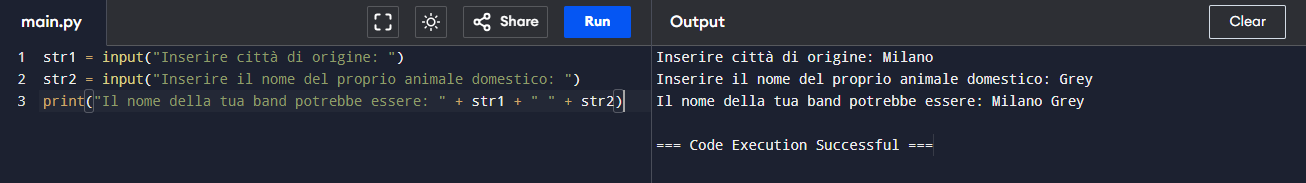 main.py
Share
Run
Output
Clear
1 str1 = input("Inserire città di origine: ")
2 str2 = input("Inserire il nome del proprio animale domestico: ")
3 print("Il nome della tua band potrebbe essere: " + str1 + " " + str2)
Inserire città di origine: Milano
Inserire il nome del proprio animale domestico: Grey
Il nome della tua band potrebbe essere: Milano Grey
=== Code Execution Successful ===